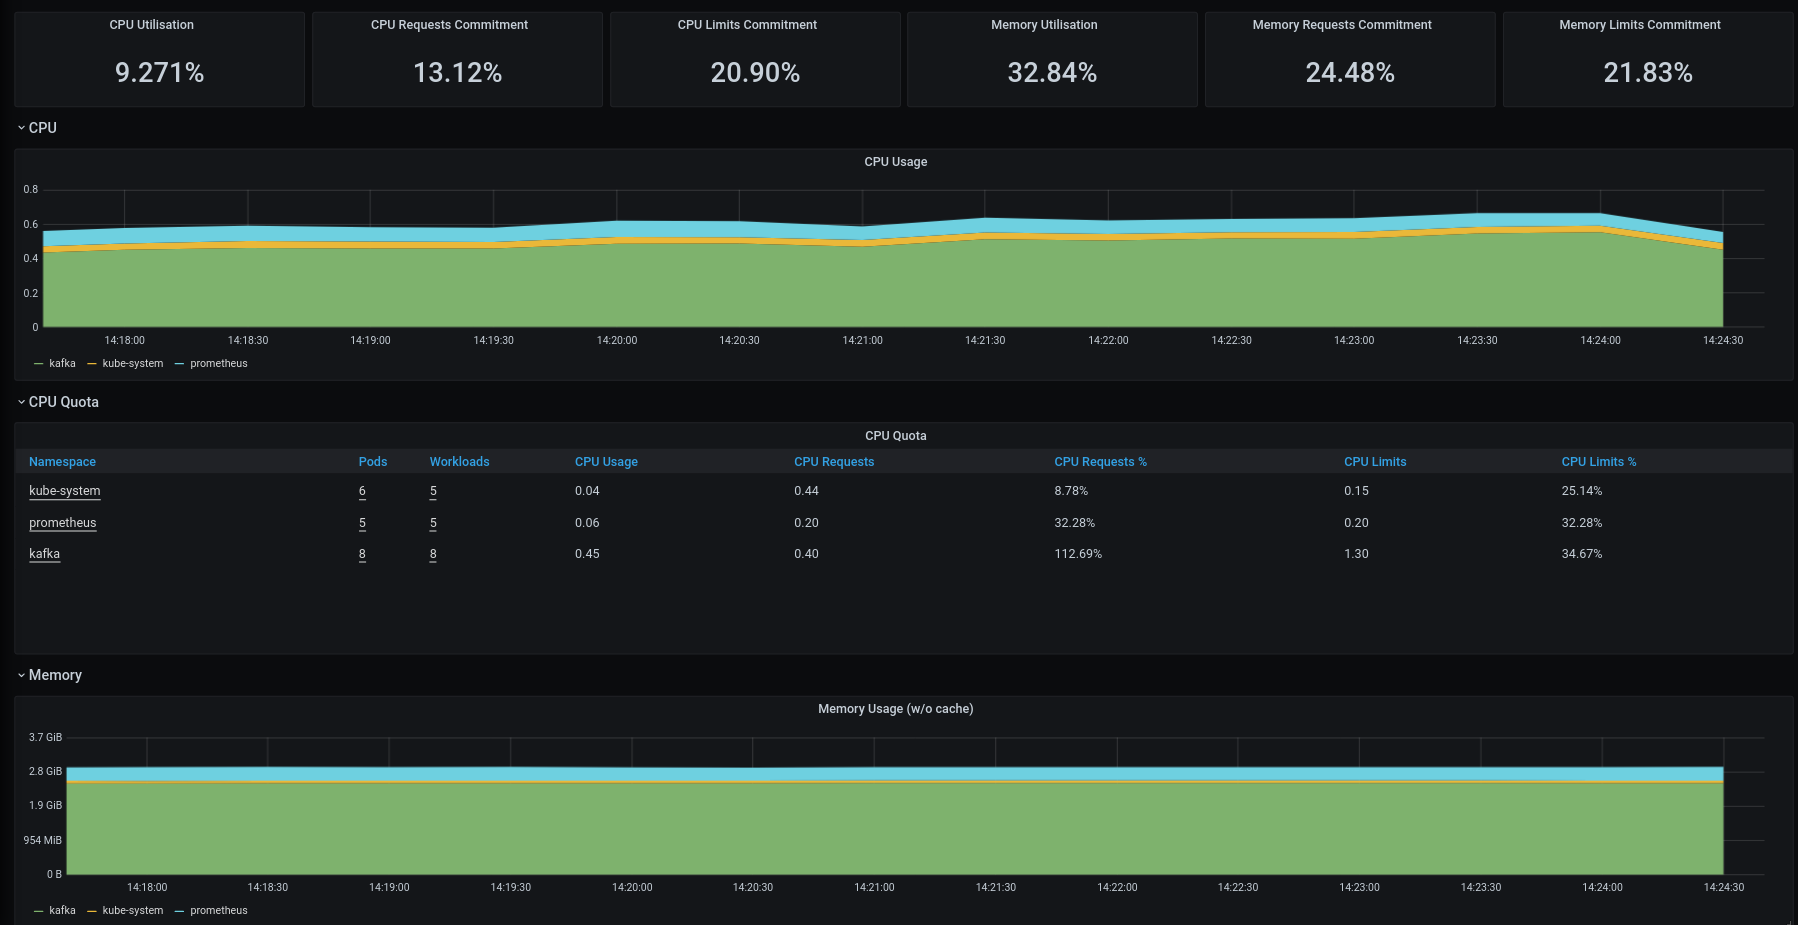 CPU Utilisation CPU Requests Commitment CPU Limits Commitment Memory Utilisation Memory Requests Commitment Memory Limits Commitment
9.271% 13.12% 20.90% 32.84% 24.48% 21.83%
CPU
CPU Usage
0.8
0.6
0.4
0.2
0
14:18:00 14:18:30 14:19:00 14:19:30 14:20:00 14:20:30 14:21:00 14:21:30 14:22:00 14:22:30 14:23:00 14:23:30 14:24:00 14:24:30
kafka kube-system prometheus
CPU Quota
CPU Quota
Namespace Pods Workloads CPU Usage CPU Requests CPU Requests % CPU Limits CPU Limits %
kube-system 6 5 0.04 0.44 8.78% 0.15 25.14%
prometheus 5 5 0.06 0.20 32.28% 0.20 32.28%
kafka 8 8 0.45 0.40 112.69% 1.30 34.67%
Memory
Memory Usage (w/o cache)
3.7 GiB
2.8 GiB
1.9 GiB
954 MiB
0 B
14:18:00 14:18:30 14:19:00 14:19:30 14:20:00 14:20:30 14:21:00 14:21:30 14:22:00 14:22:30 14:23:00 14:23:30 14:24:00 14:24:30
kafka kube-system prometheus